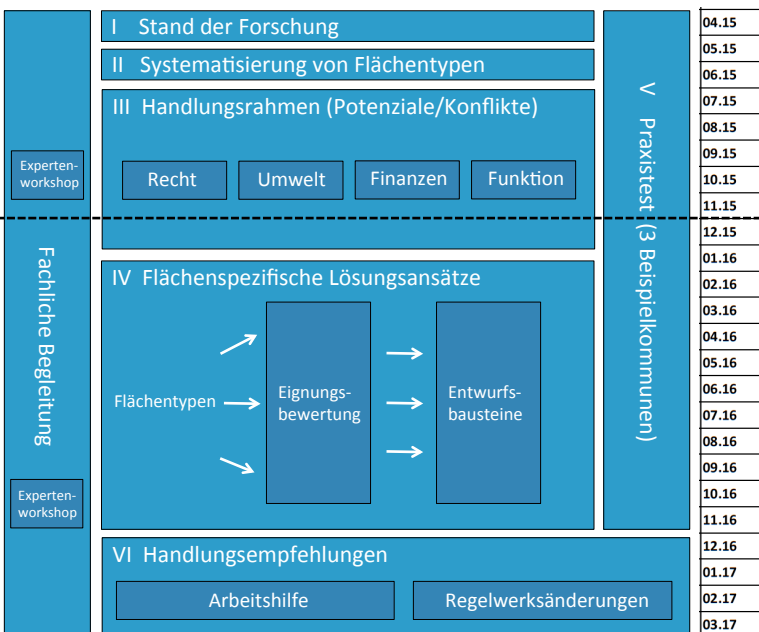 I Stand der Forschung
II Systematisierung von Flächentypen
III Handlungsrahmen (Potenziale/Konflikte)
Recht
Umwelt
Finanzen
Funktion
Experten-
workshop
Fachliche Begleitung
Experten-
workshop
IV Flächenspezifische Lösungsansätze
Flächentypen
Eignungs-
bewertung
Entwurfs-
bausteine
V Praxistest (3 Beispielkommunen)
VI Handlungsempfehlungen
Arbeitshilfe
Regelwerksänderungen
04.15
05.15
06.15
07.15
08.15
09.15
10.15
11.15
12.15
01.16
02.16
03.16
04.16
05.16
06.16
07.16
08.16
09.16
10.16
11.16
12.16
01.17
02.17
03.17